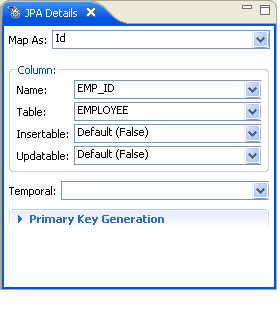 JPA Details
Map As: Id
Column:
Name: EMP_ID
Table: EMPLOYEE
Insertable: Default (False)
Updatable: Default (False)
Temporal:
Primary Key Generation